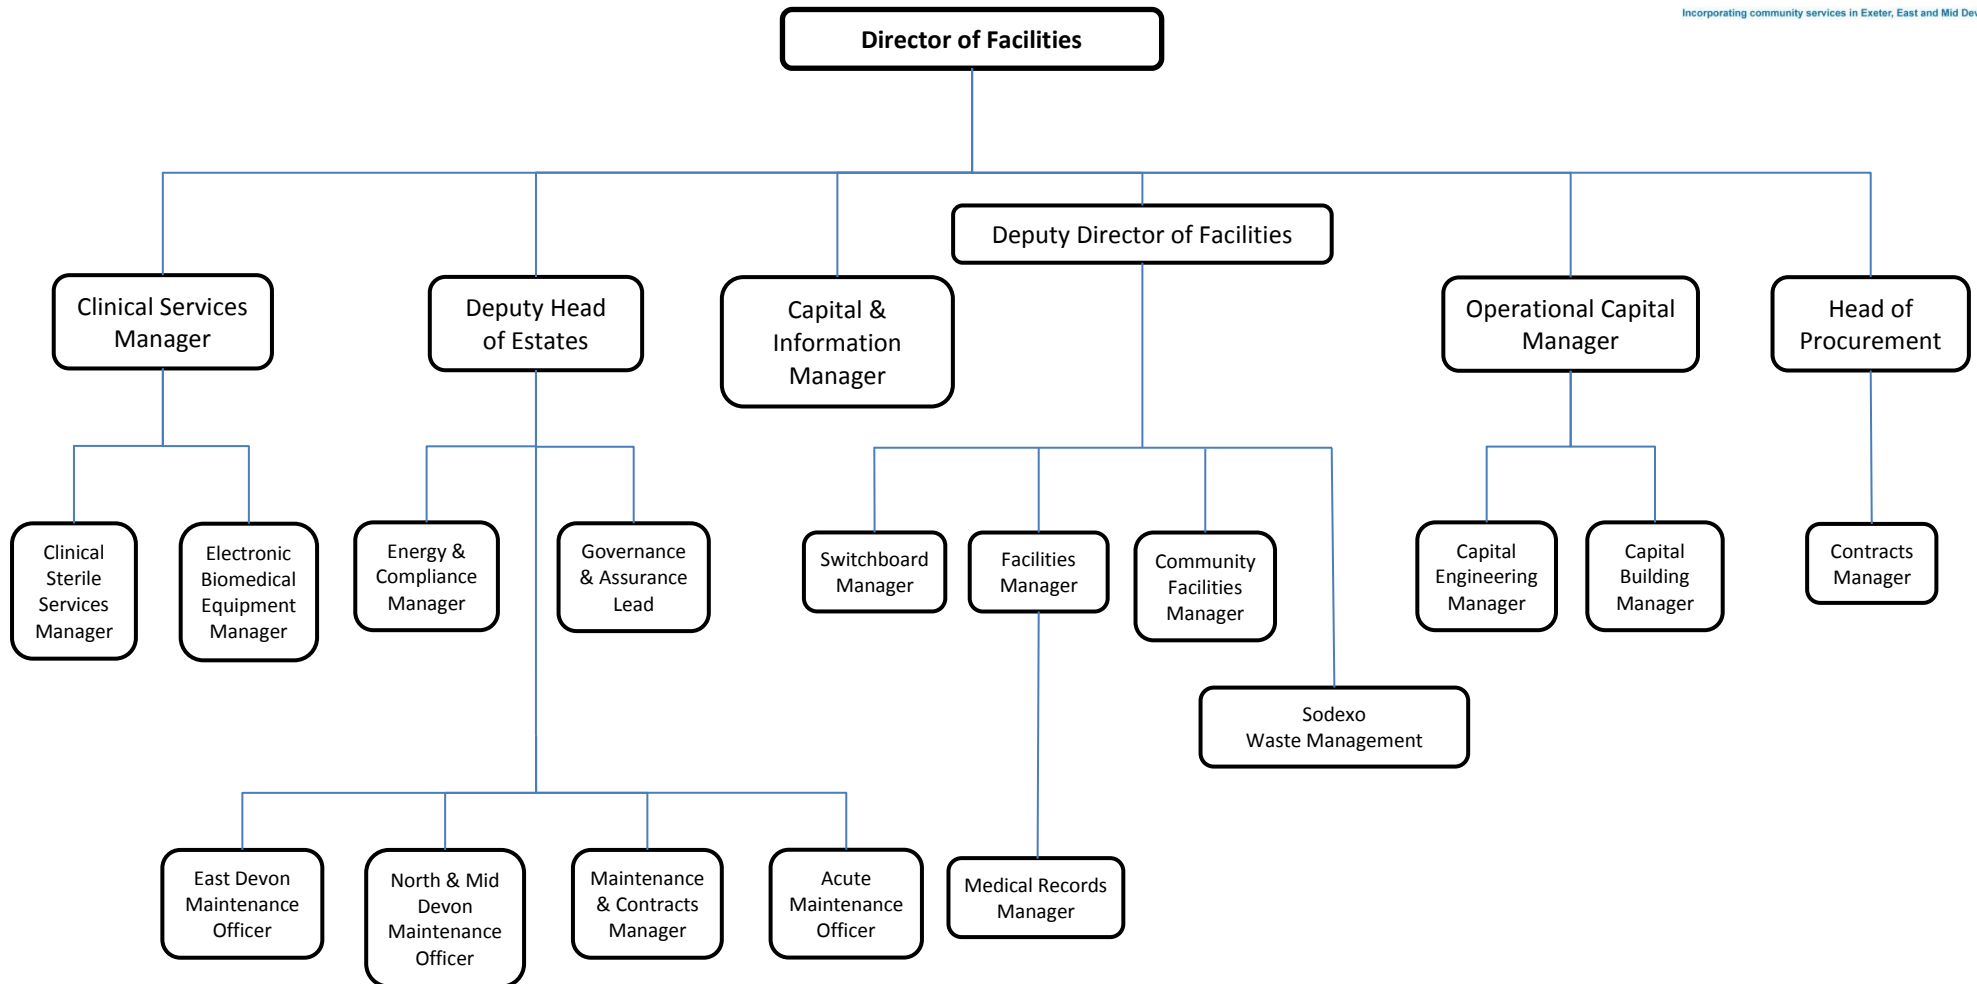 Incorporating community services in Exeter, East and Mid Dev
Director of Facilities
Deputy Director of Facilities
Clinical Services
Manager
Deputy Head
of Estates
Capital &
Information
Manager
Operational Capital
Manager
Head of
Procurement
Clinical
Sterile
Services
Manager
Electronic
Biomedical
Equipment
Manager
Energy &
Compliance
Manager
Governance
& Assurance
Lead
Switchboard
Manager
Facilities
Manager
Community
Facilities
Manager
Capital
Engineering
Manager
Capital
Building
Manager
Contracts
Manager
Sodexo
Waste Management
East Devon
Maintenance
Officer
North & Mid
Devon
Maintenance
Officer
Maintenance
& Contracts
Manager
Acute
Maintenance
Officer
Medical Records
Manager